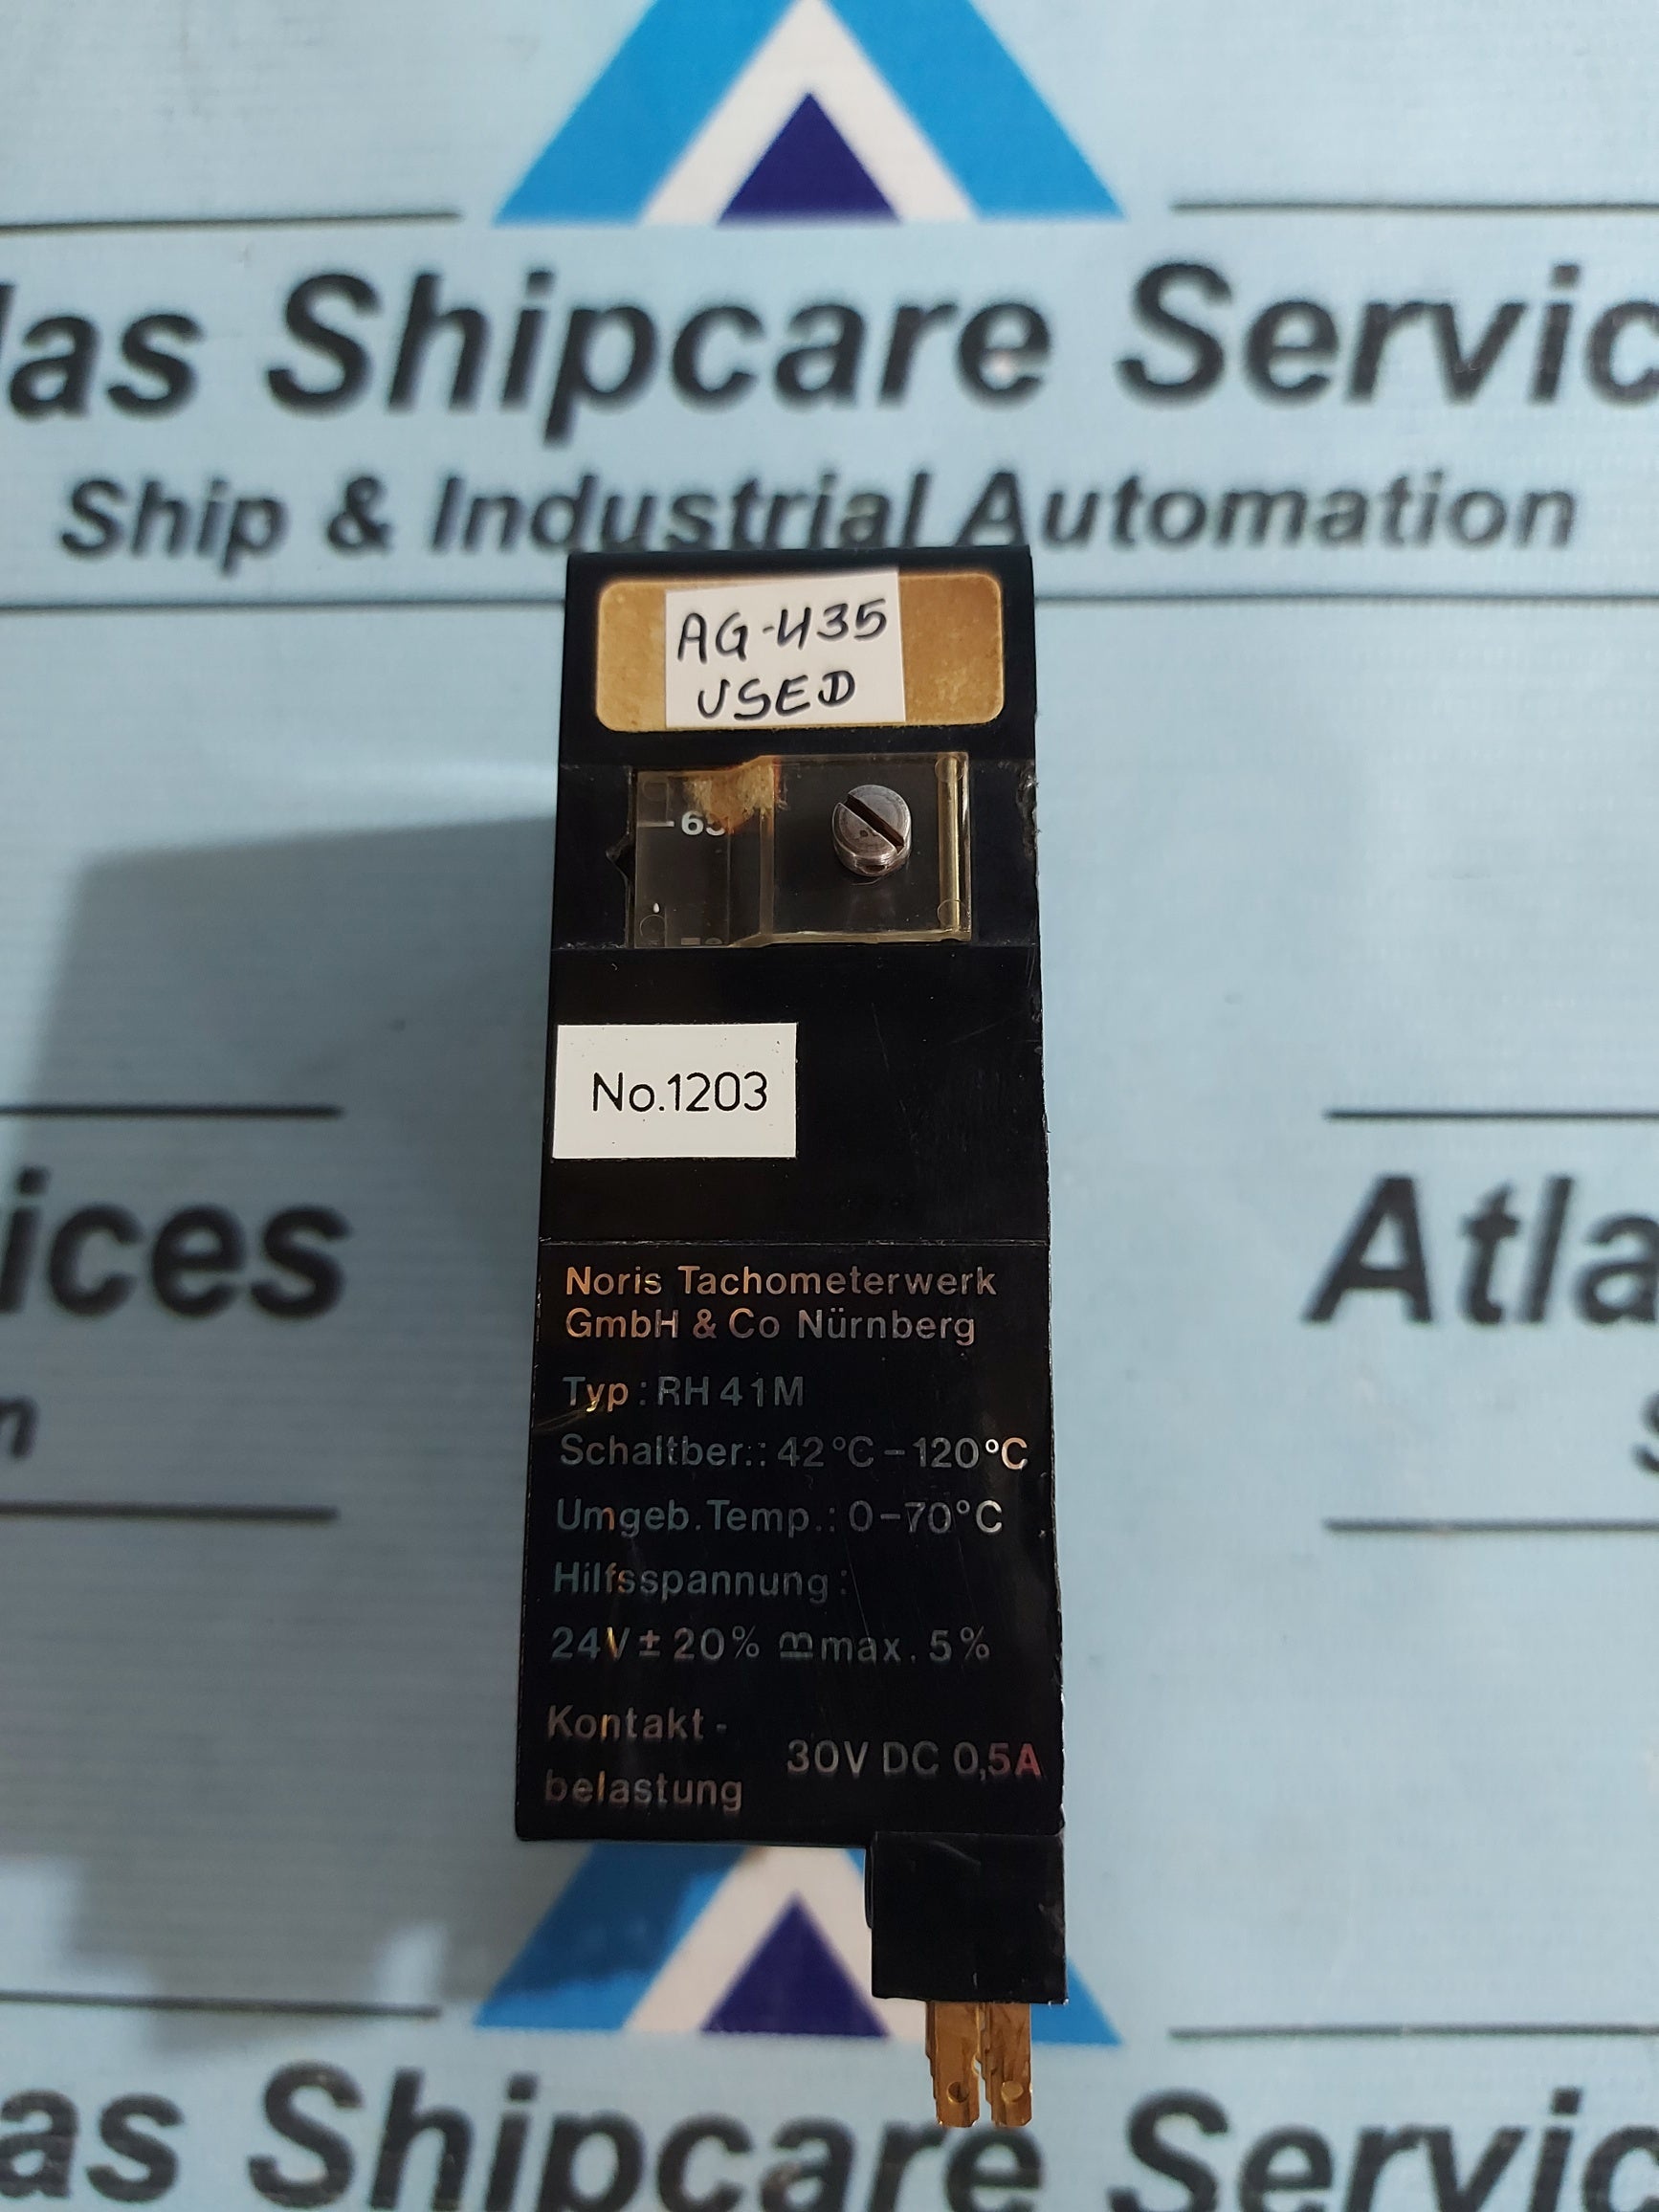 las Shipcare Servic
Ship & Industrial Automation
AG-435
USED
No.1203
ices
Atla
n
S
Noris Tachometerwerk
GmbH & Co Nürnberg
Typ: RH 41M
Schaltber.: 42°C–120°C
Umgeb. Temp.: 0–70°C
Hilfsspannung:
24V ± 20% max. 5%
Kontakt-
belastung 30V DC 0,5A
as Shipcare Servic